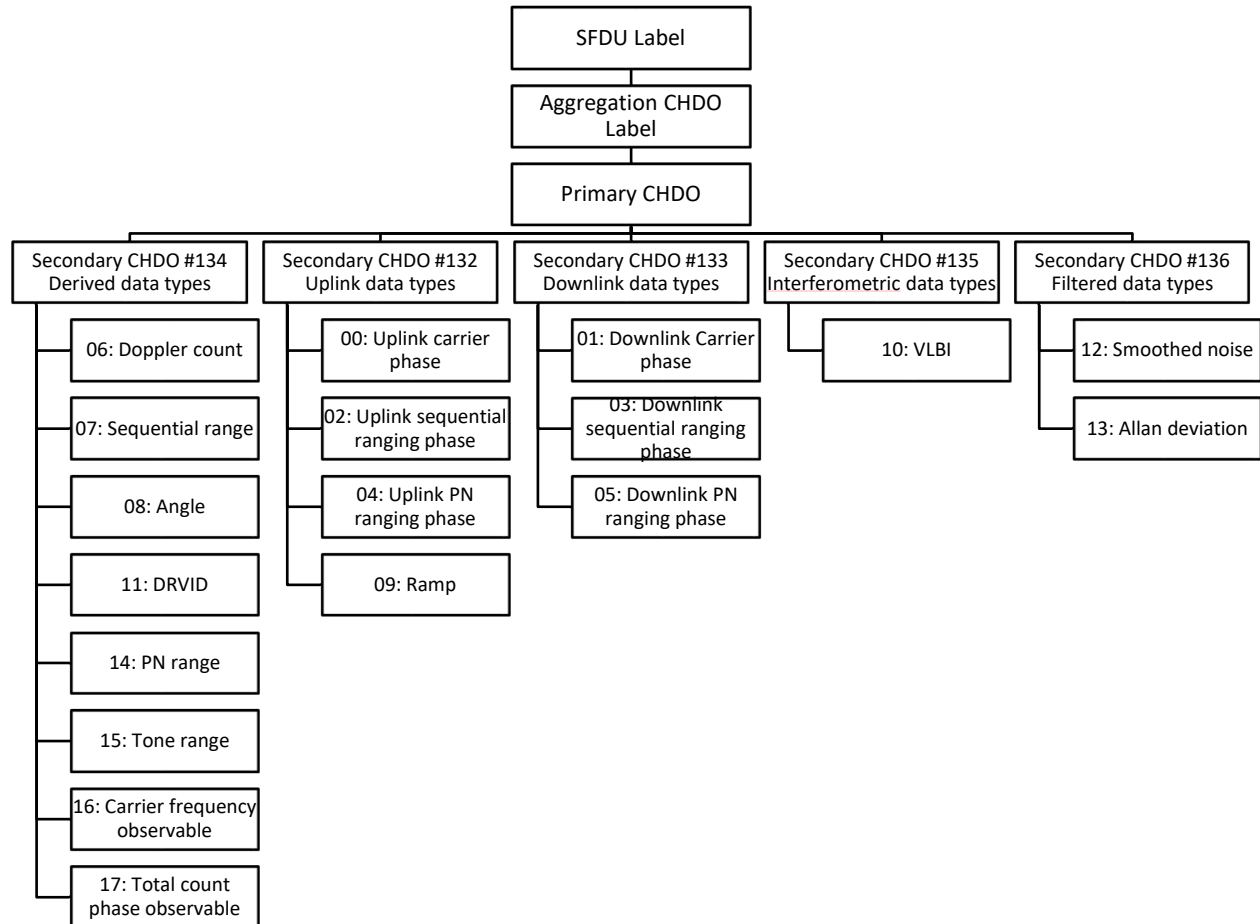 SFDU Label
Aggregation CHDO
Label
Primary CHDO
Secondary CHDO #134
Derived data types
06: Doppler count
07: Sequential range
08: Angle
11: DRVID
14: PN range
15: Tone range
16: Carrier frequency
observable
17: Total count
phase observable
Secondary CHDO #132
Uplink data types
00: Uplink carrier
phase
02: Uplink sequential
ranging phase
04: Uplink PN
ranging phase
09: Ramp
Secondary CHDO #133
Downlink data types
01: Downlink Carrier
phase
03: Downlink
sequential ranging
phase
05: Downlink PN
ranging phase
Secondary CHDO #135
Interferometric data types
10: VLBI
Secondary CHDO #136
Filtered data types
12: Smoothed noise
13: Allan deviation